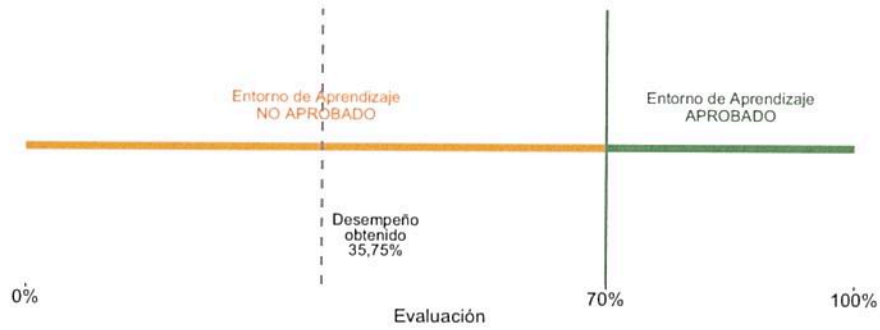 Entorno de Aprendizaje
NO APROBADO
Entorno de Aprendizaje
APROBADO
Desempeño
obtenido
35,75%
0%
70%
100%
Evaluación